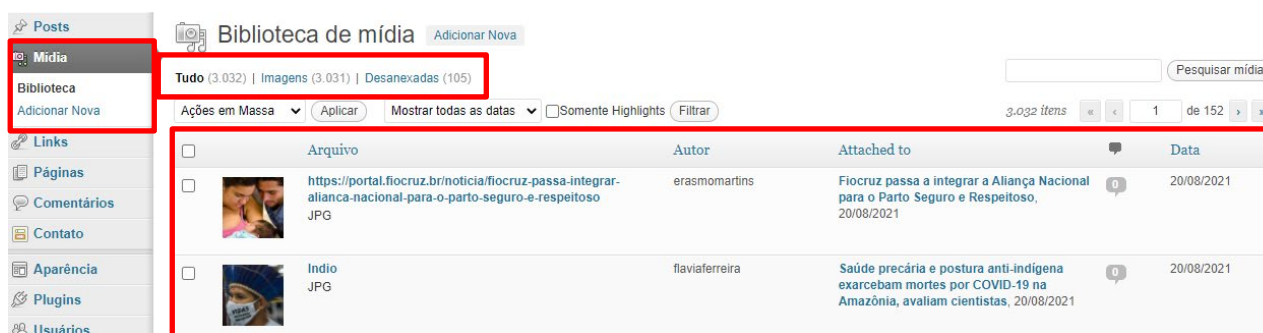 Posts
Mídia
Biblioteca
Adicionar Nova
Links
Páginas
Comentários
Contato
Aparência
Plugins
Usuários
Biblioteca de mídia Adicionar Nova
Tudo (3.032) | Imagens (3.031) | Desanexadas (105)
Pesquisar mídia
Ações em Massa Aplicar Mostrar todas as datas Somente Highlights Filtrar 3.032 itens « ‹ 1 de 152 › »
Arquivo Autor Attached to Data
https://portal.fiocruz.br/noticia/fiocruz-passa-integrar- erasmomartins Fiocruz passa a integrar a Aliança Nacional 0 20/08/2021
alianca-nacional-para-o-parto-seguro-e-respeitoso para o Parto Seguro e Respeitoso,
JPG 20/08/2021
Indio flaviaferreira Saúde precária e postura anti-indígena 0 20/08/2021
JPG exarcebam mortes por COVID-19 na
Amazônia, avaliam cientistas, 20/08/2021